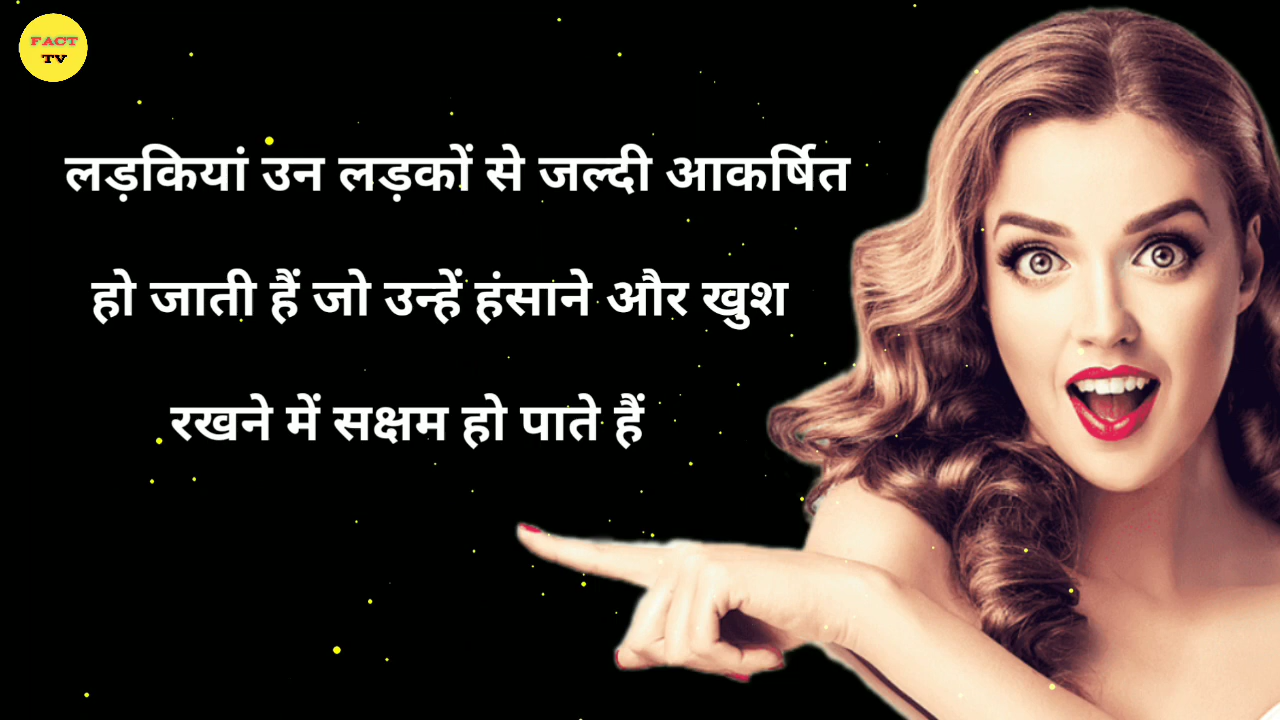 FACT
TV
लड़कियां उन लड़कों से जल्दी आकर्षित
हो जाती हैं जो उन्हें हंसाने और खुश
रखने में सक्षम हो पाते हैं